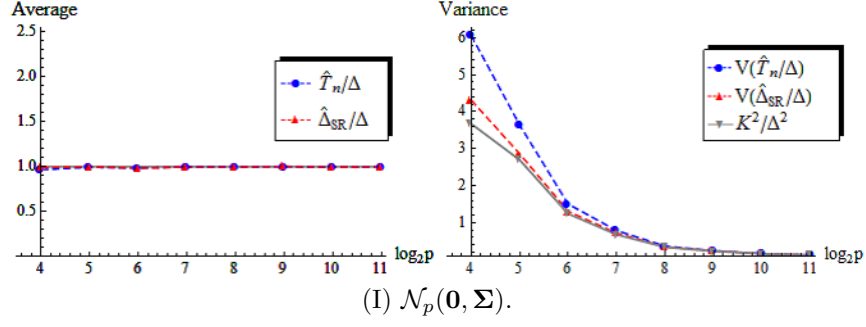 Average
2.5
2.0
1.5
1.0
0.5
4 5 6 7 8 9 10 11
log₂p
T̂ₙ/Δ
Δ̂_SR/Δ
Variance
6
5
4
3
2
1
4 5 6 7 8 9 10 11
log₂p
V(T̂ₙ/Δ)
V(Δ̂_SR/Δ)
K²/Δ²
(I) 𝒩ₚ(𝟎, 𝚺).